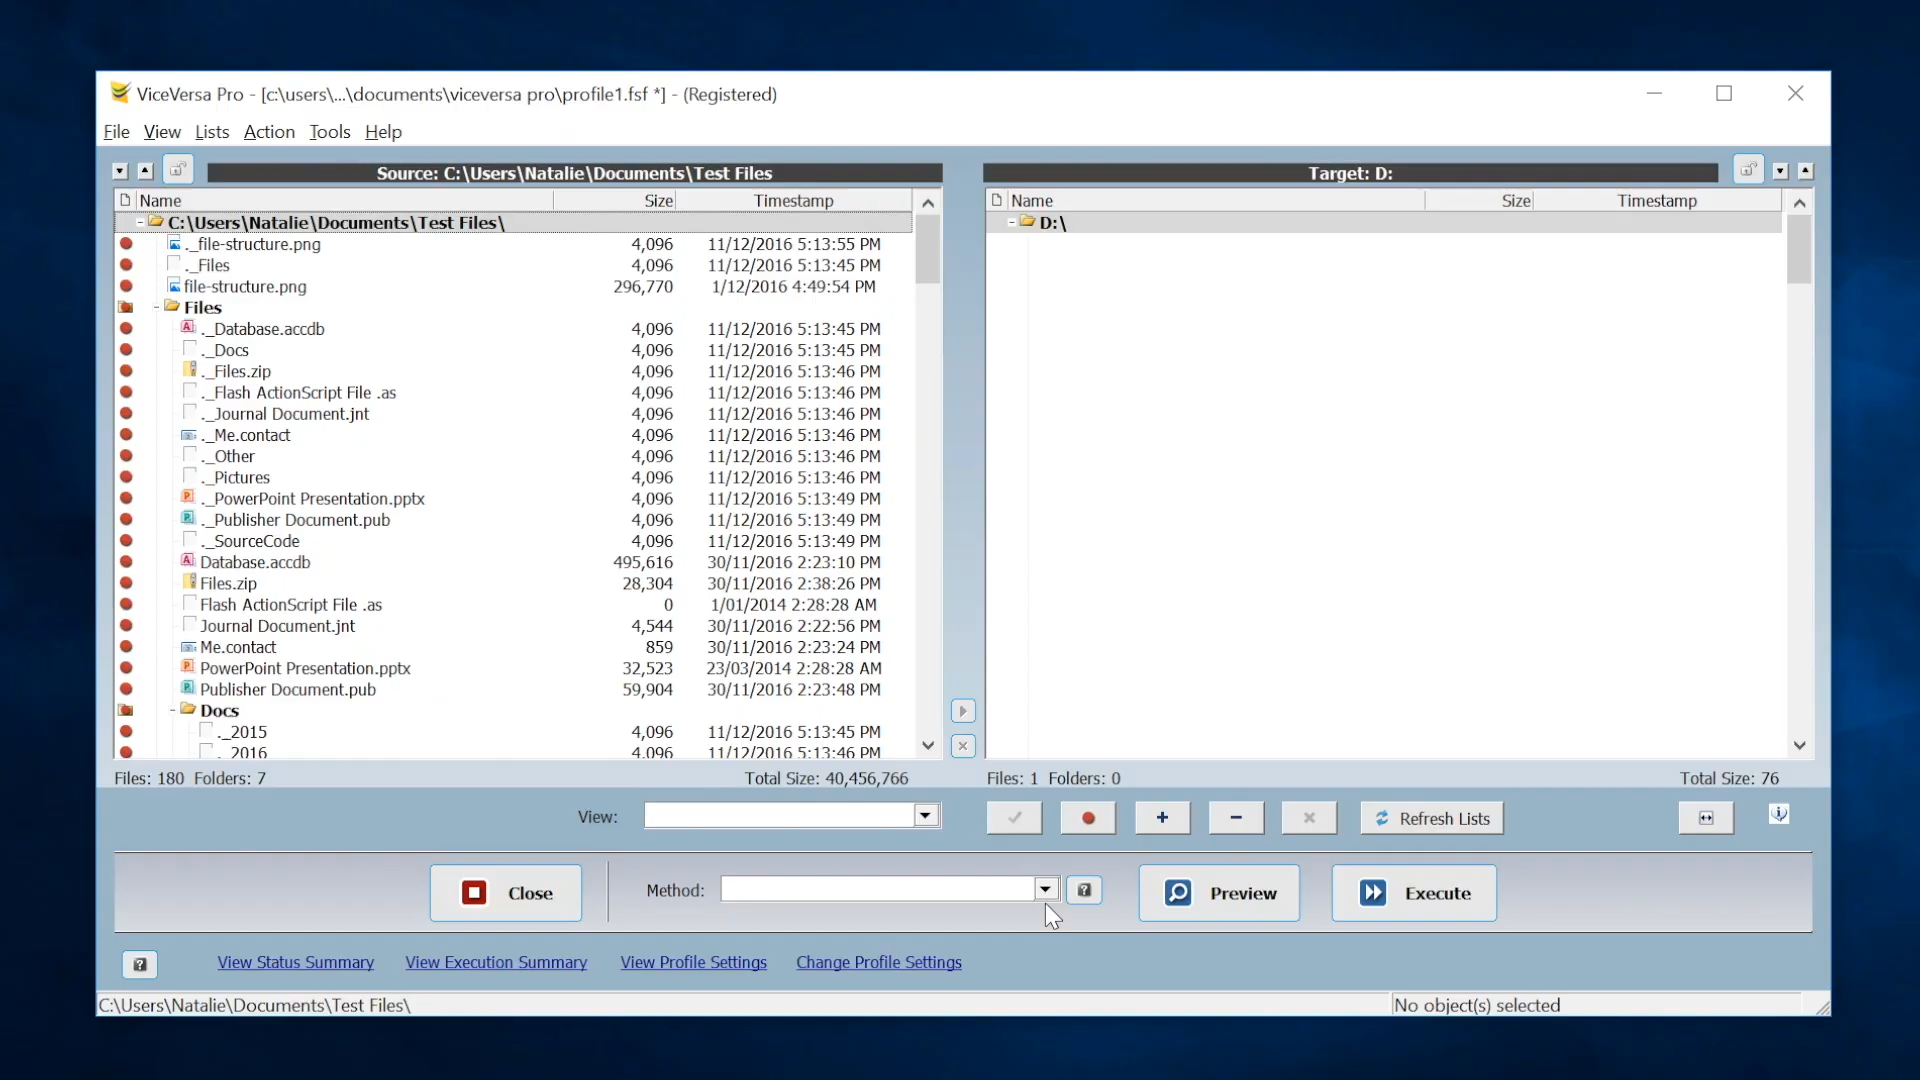 ViceVersa Pro - [c:\users\...\documents\viceversa pro\profile1.fsf *] - (Registered)
File View Lists Action Tools Help
Source: C:\Users\Natalie\Documents\Test Files
Target: D:
Name Size Timestamp
Name Size Timestamp
C:\Users\Natalie\Documents\Test Files\
D:\
._file-structure.png 4,096 11/12/2016 5:13:55 PM
._Files 4,096 11/12/2016 5:13:45 PM
file-structure.png 296,770 1/12/2016 4:49:54 PM
Files
._Database.accdb 4,096 11/12/2016 5:13:45 PM
._Docs 4,096 11/12/2016 5:13:45 PM
._Files.zip 4,096 11/12/2016 5:13:45 PM
._Flash ActionScript File .as 4,096 11/12/2016 5:13:46 PM
._Journal Document.jnt 4,096 11/12/2016 5:13:46 PM
._Me.contact 4,096 11/12/2016 5:13:46 PM
._Other 4,096 11/12/2016 5:13:46 PM
._Pictures 4,096 11/12/2016 5:13:46 PM
._PowerPoint Presentation.pptx 4,096 11/12/2016 5:13:49 PM
._Publisher Document.pub 4,096 11/12/2016 5:13:49 PM
._SourceCode 4,096 11/12/2016 5:13:49 PM
Database.accdb 495,616 30/11/2016 2:23:10 PM
Files.zip 28,304 30/11/2016 2:38:26 PM
Flash ActionScript File .as 0 1/01/2014 2:28:28 AM
Journal Document.jnt 4,544 30/11/2016 2:22:56 PM
Me.contact 859 30/11/2016 2:23:24 PM
PowerPoint Presentation.pptx 32,523 23/03/2014 2:28:28 AM
Publisher Document.pub 59,904 30/11/2016 2:23:48 PM
Docs
._2015 4,096 11/12/2016 5:13:45 PM
._2016 4,096 11/12/2016 5:13:46 PM
Files: 180 Folders: 7 Total Size: 40,456,766
Files: 1 Folders: 0 Total Size: 76
View:
Refresh Lists
Close
Method:
Preview
Execute
View Status Summary View Execution Summary View Profile Settings Change Profile Settings
C:\Users\Natalie\Documents\Test Files\
No object(s) selected